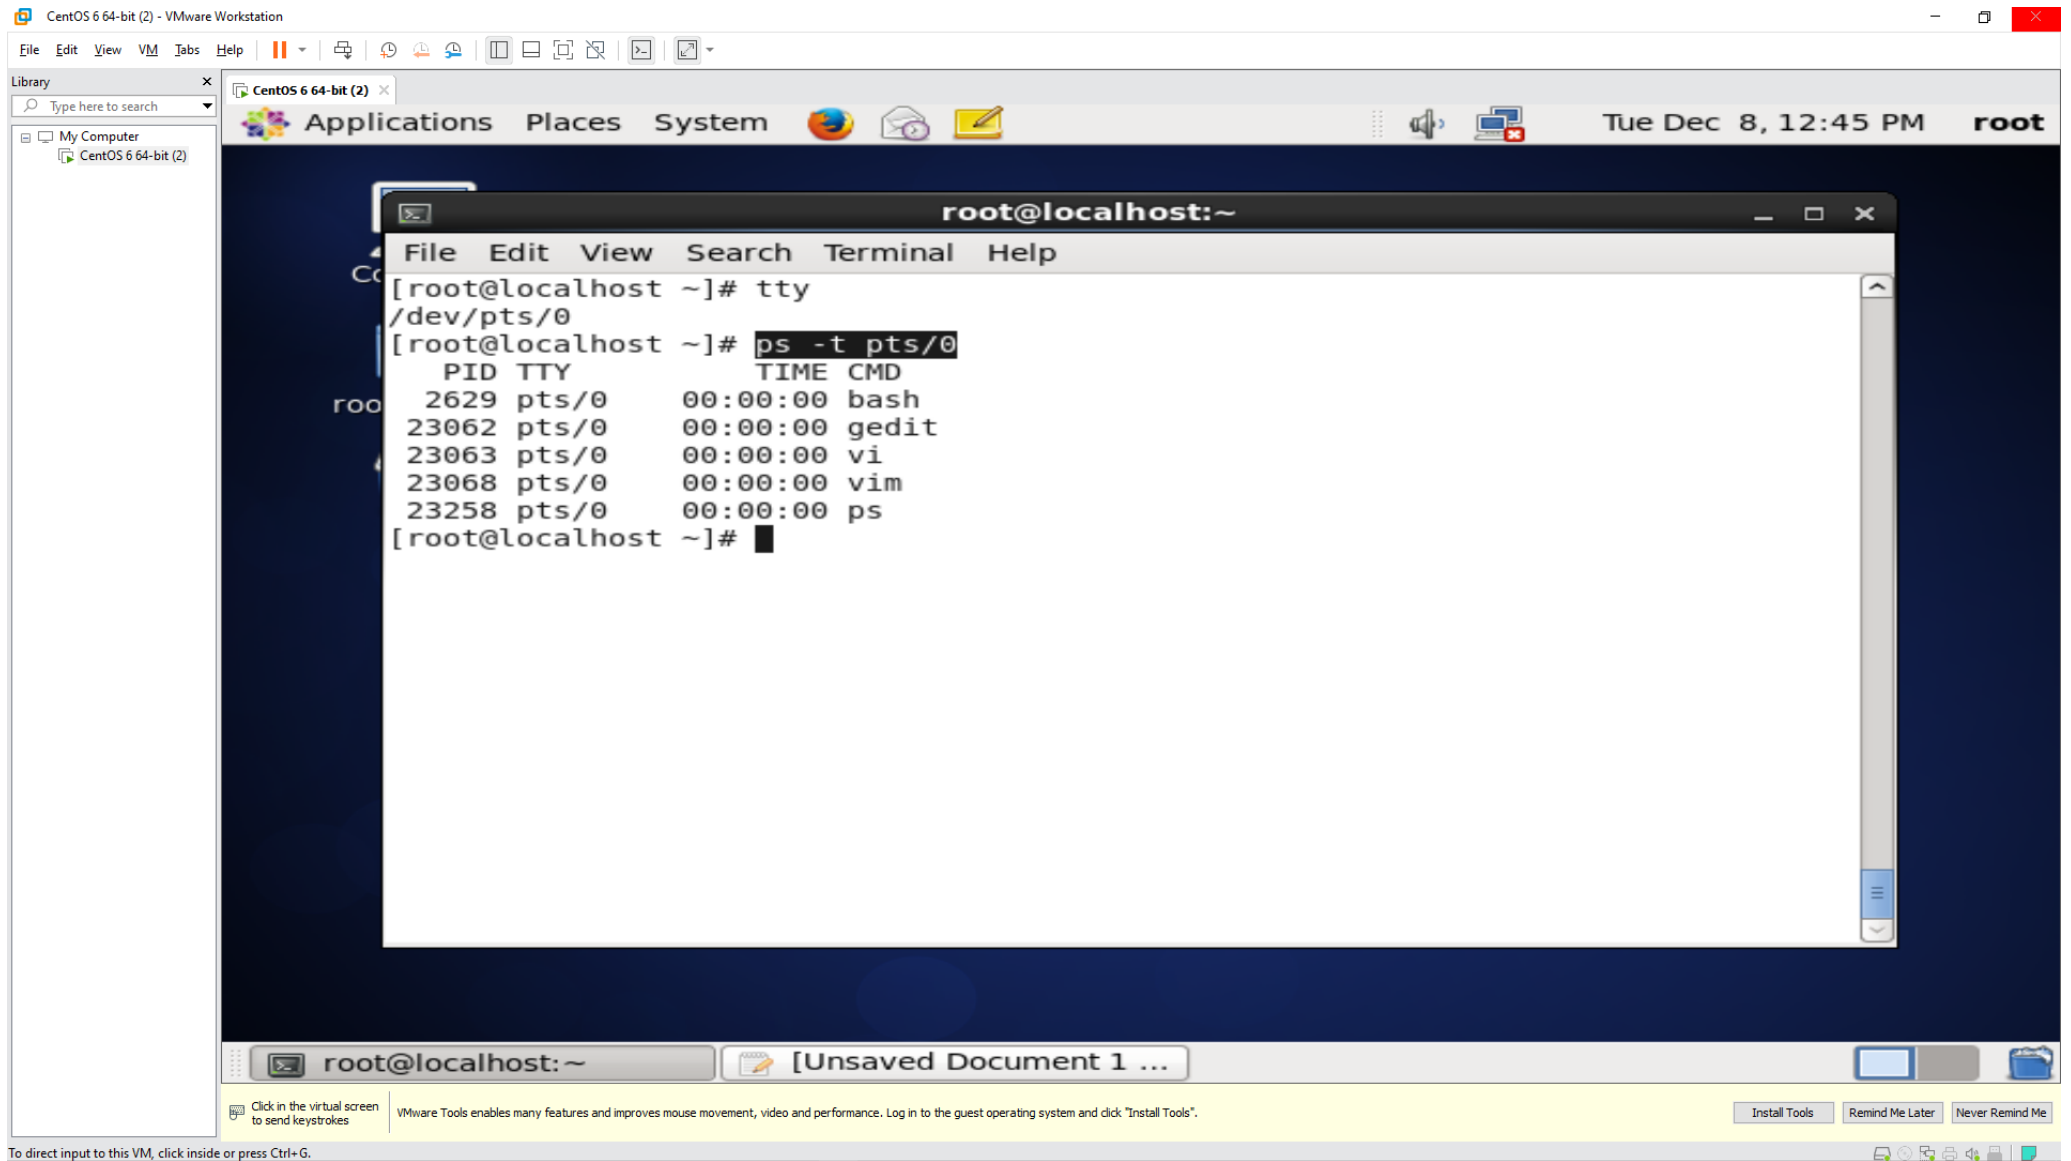 CentOS 6 64-bit (2) - VMware Workstation
File Edit View VM Tabs Help
Library
CentOS 6 64-bit (2)
Type here to search
My Computer
CentOS 6 64-bit (2)
Applications Places System
Tue Dec 8, 12:45 PM root
root@localhost:~
File Edit View Search Terminal Help
[root@localhost ~]# tty
/dev/pts/0
[root@localhost ~]# ps -t pts/0
PID TTY TIME CMD
2629 pts/0 00:00:00 bash
23062 pts/0 00:00:00 gedit
23063 pts/0 00:00:00 vi
23068 pts/0 00:00:00 vim
23258 pts/0 00:00:00 ps
[root@localhost ~]#
Co
roo
root@localhost:~
[Unsaved Document 1 ...
Click in the virtual screen
to send keystrokes
VMware Tools enables many features and improves mouse movement, video and performance. Log in to the guest operating system and click "Install Tools".
Install Tools
Remind Me Later
Never Remind Me
To direct input to this VM, click inside or press Ctrl+G.